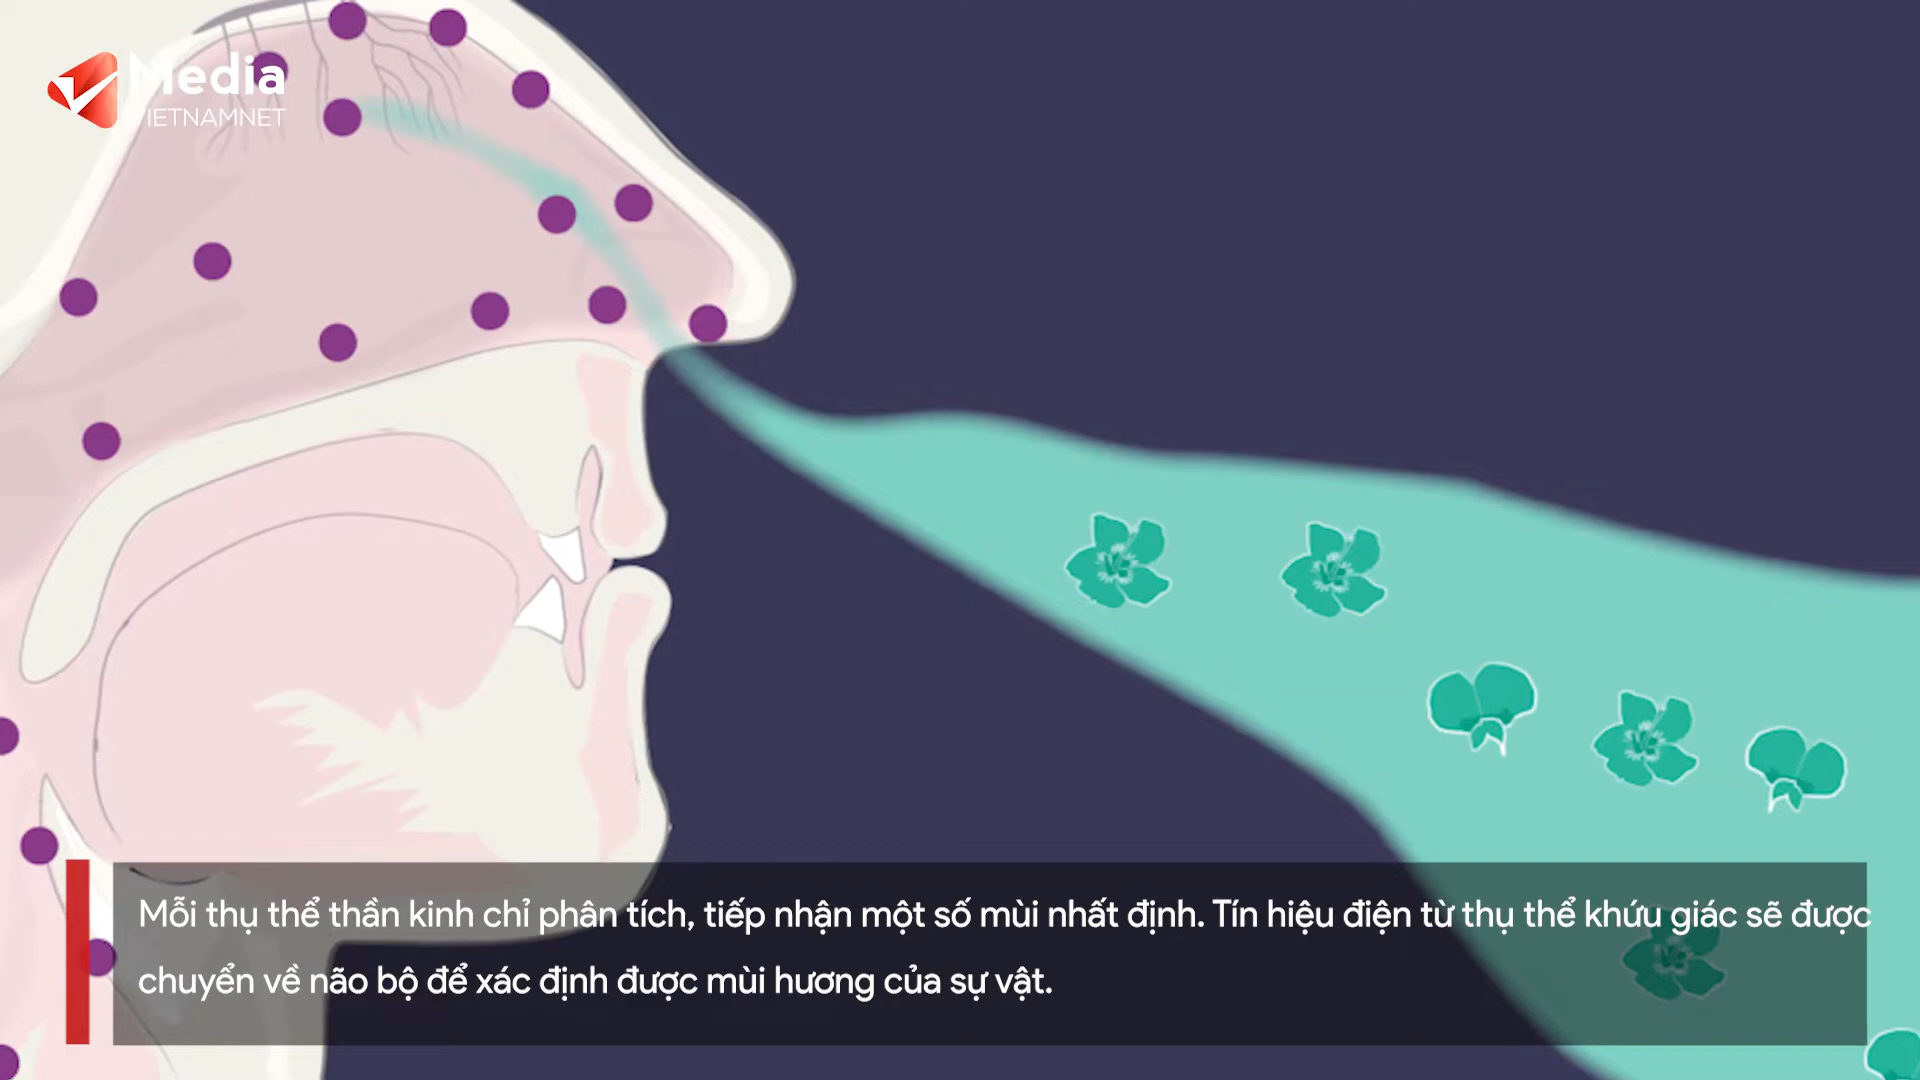 Media
VIETNAMNET
Mỗi thụ thể thần kinh chỉ phân tích, tiếp nhận một số mùi nhất định. Tín hiệu điện từ thụ thể khứu giác sẽ được
chuyển về não bộ để xác định được mùi hương của sự vật.